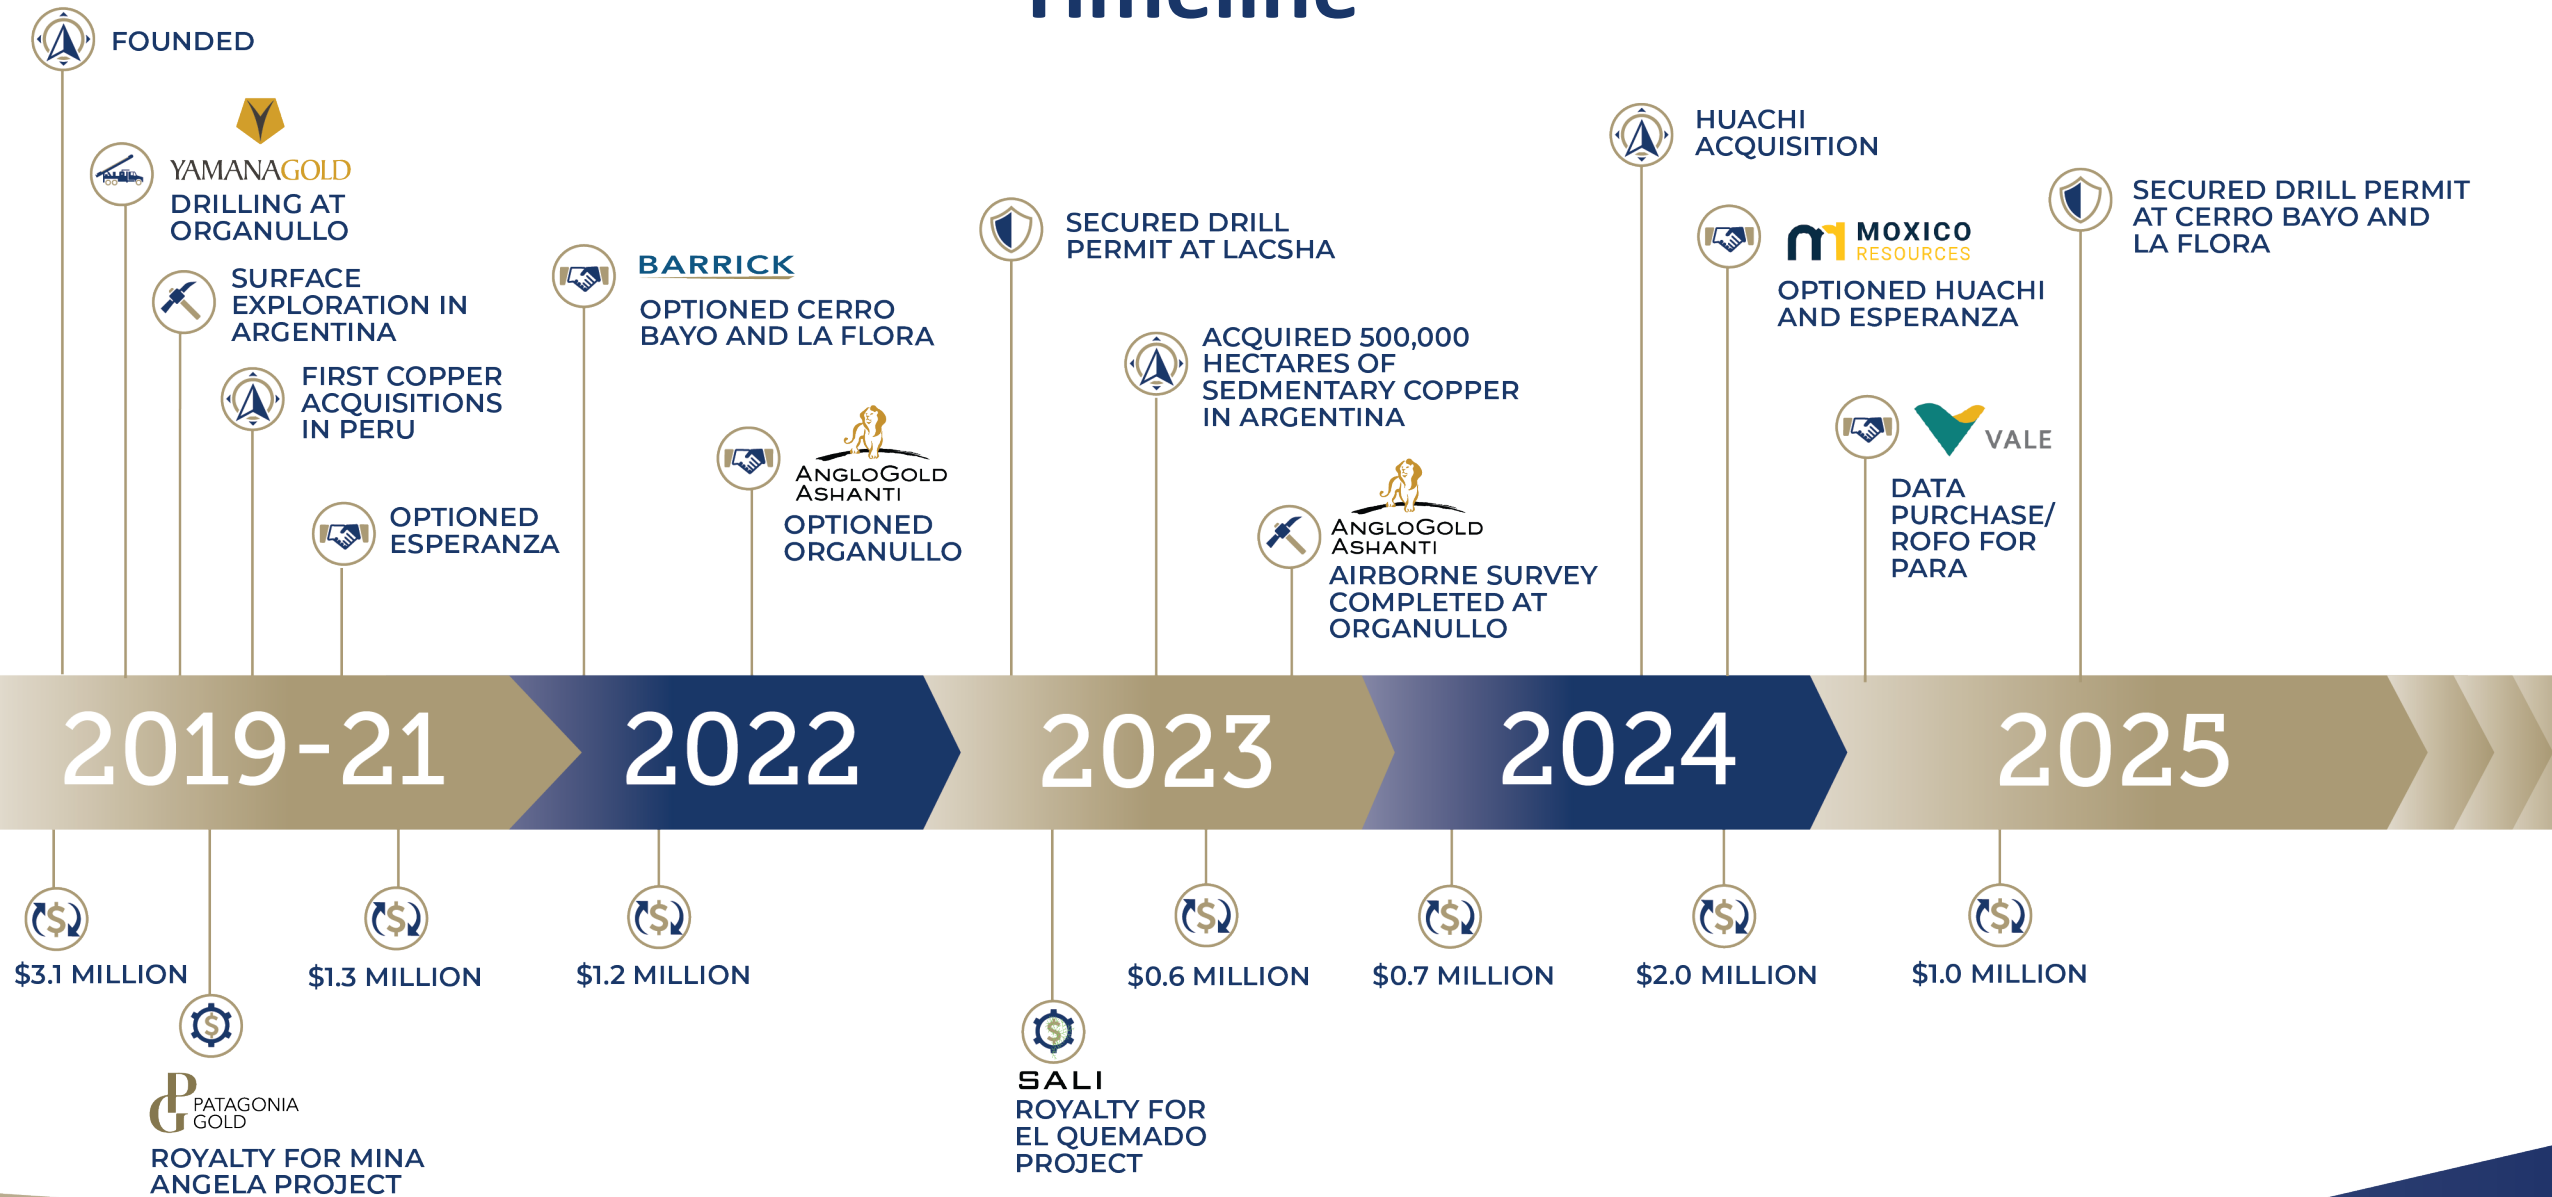 Timeline
FOUNDED
YAMANAGOLD
DRILLING AT
ORGANULLO
SURFACE
EXPLORATION IN
ARGENTINA
FIRST COPPER
ACQUISITIONS
IN PERU
OPTIONED
ESPERANZA
BARRICK
OPTIONED CERRO
BAYO AND LA FLORA
ANGLOGOLD
ASHANTI
OPTIONED
ORGANULLO
SECURED DRILL
PERMIT AT LACSHA
ACQUIRED 500,000
HECTARES OF
SEDMENTARY COPPER
IN ARGENTINA
ANGLOGOLD
ASHANTI
AIRBORNE SURVEY
COMPLETED AT
ORGANULLO
HUACHI
ACQUISITION
MOXICO
RESOURCES
OPTIONED HUACHI
AND ESPERANZA
VALE
DATA
PURCHASE/
ROFO FOR
PARA
SECURED DRILL PERMIT
AT CERRO BAYO AND
LA FLORA
2019-21
2022
2023
2024
2025
$3.1 MILLION
$1.3 MILLION
$1.2 MILLION
$0.6 MILLION
$0.7 MILLION
$2.0 MILLION
$1.0 MILLION
PATAGONIA
GOLD
ROYALTY FOR MINA
ANGELA PROJECT
SALI
ROYALTY FOR
EL QUEMADO
PROJECT